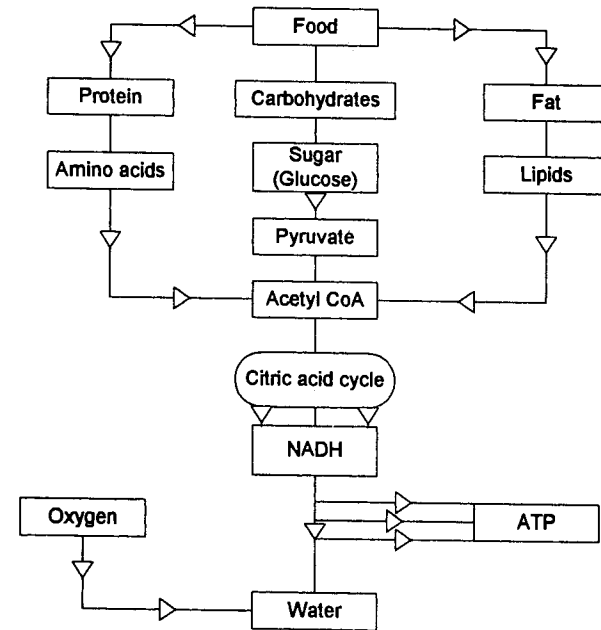 Food
Protein
Carbohydrates
Fat
Amino acids
Sugar
(Glucose)
Lipids
Pyruvate
Acetyl CoA
Citric acid cycle
NADH
Oxygen
ATP
Water